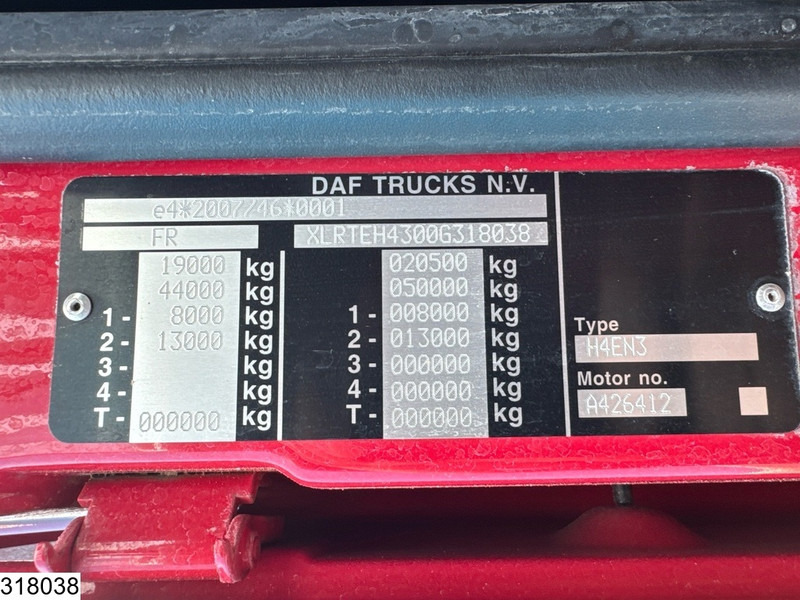 DAF TRUCKS N.V.
e4*2007/46*0001
FR XLRTEH4300G318038
19000 kg 020500 kg
44000 kg 050000 kg
1- 8000 kg 1- 008000 kg
2- 13000 kg 2- 013000 kg
3- kg 3- 000000 kg
4- kg 4- 000000 kg
T- 000000 kg T- 000000 kg
Type
H4EN3
Motor no.
A426412
318038